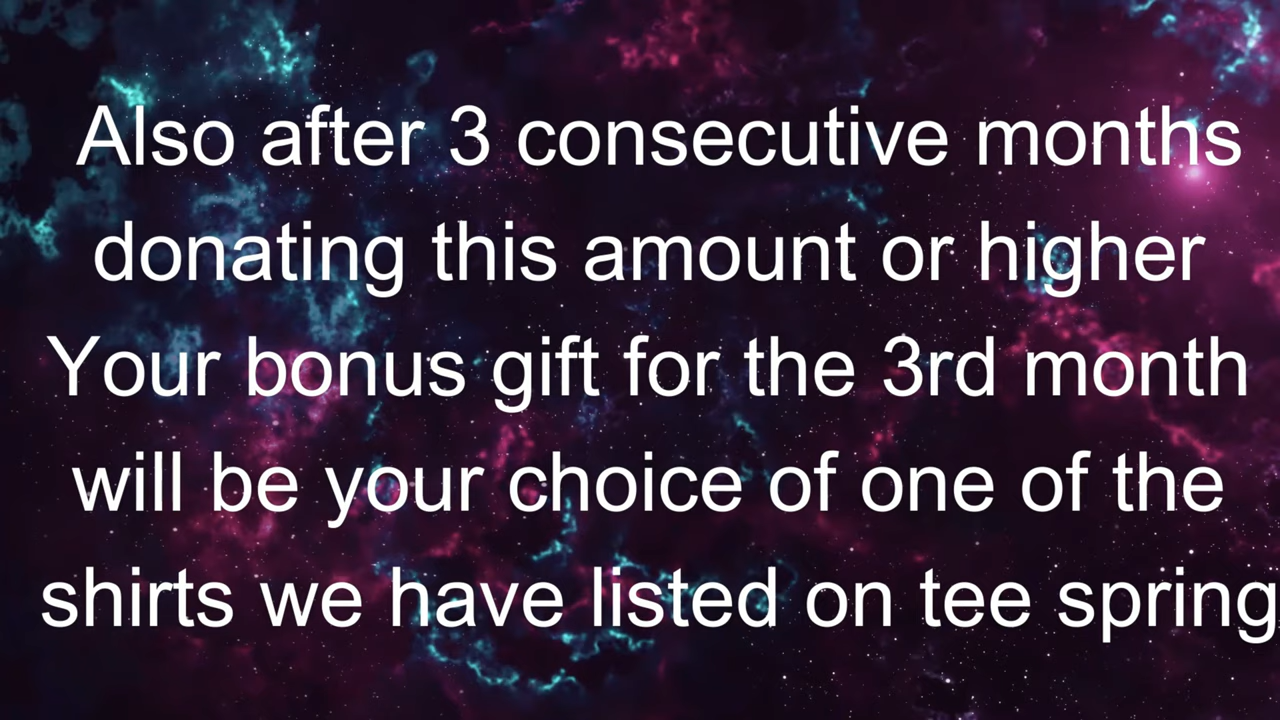 Also after 3 consecutive months
donating this amount or higher
Your bonus gift for the 3rd month
will be your choice of one of the
shirts we have listed on tee spring